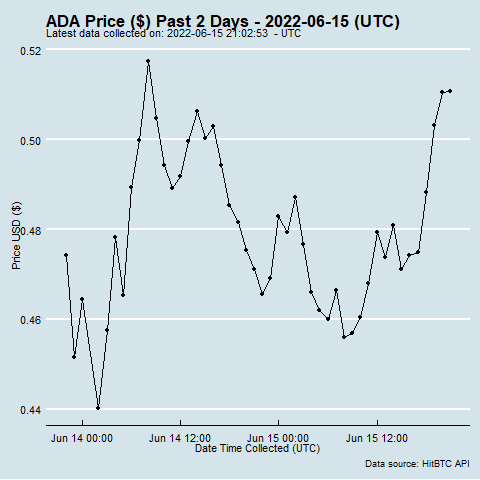 ADA Price ($) Past 2 Days - 2022-06-15 (UTC)
Latest data collected on: 2022-06-15 21:02:53  - UTC
0.52
0.50
0.48
0.46
0.44
Price USD ($)
Jun 14 00:00 Jun 14 12:00 Jun 15 00:00 Jun 15 12:00
Date Time Collected (UTC)
Data source: HitBTC API